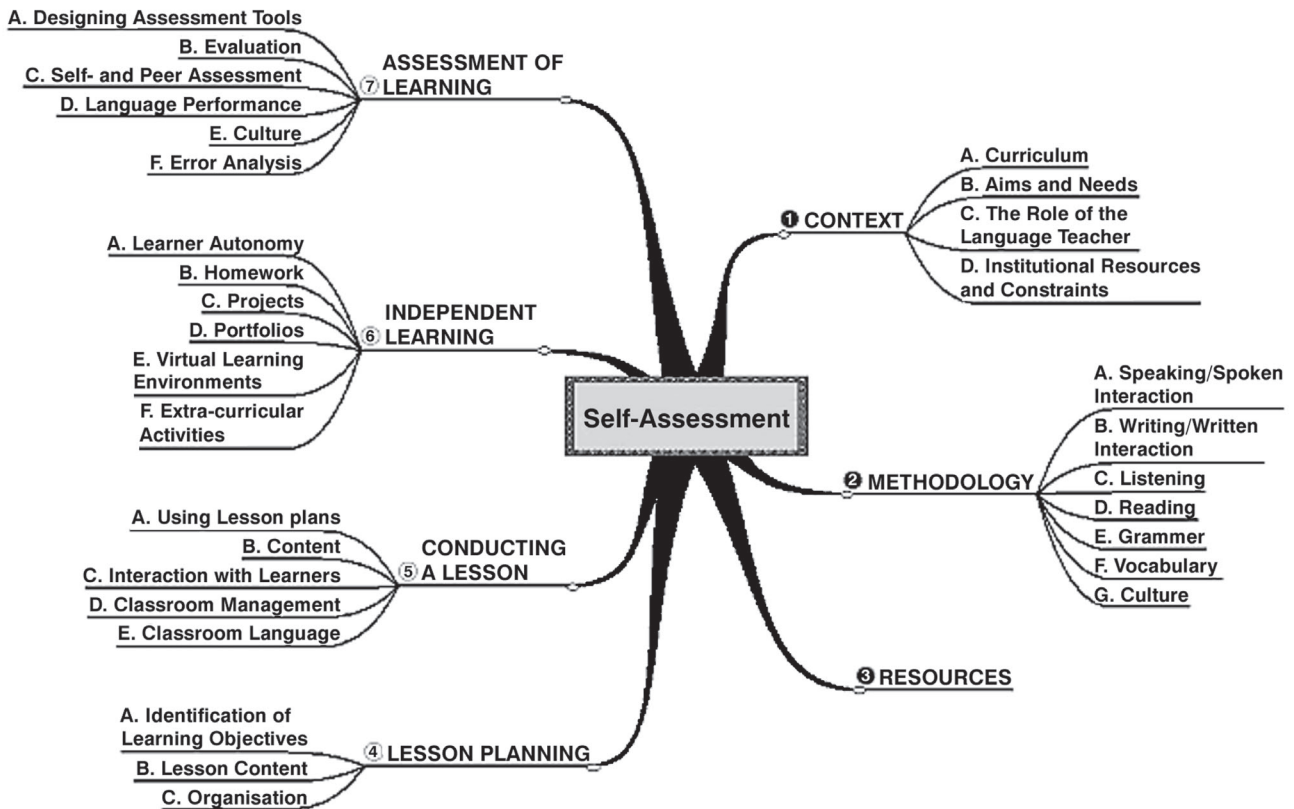 Self-Assessment
❶ CONTEXT
A. Curriculum
B. Aims and Needs
C. The Role of the
Language Teacher
D. Institutional Resources
and Constraints
❷ METHODOLOGY
A. Speaking/Spoken
Interaction
B. Writing/Written
Interaction
C. Listening
D. Reading
E. Grammer
F. Vocabulary
G. Culture
❸ RESOURCES
④ LESSON PLANNING
A. Identification of
Learning Objectives
B. Lesson Content
C. Organisation
⑤ CONDUCTING
A LESSON
A. Using Lesson plans
B. Content
C. Interaction with Learners
D. Classroom Management
E. Classroom Language
⑥ INDEPENDENT
LEARNING
A. Learner Autonomy
B. Homework
C. Projects
D. Portfolios
E. Virtual Learning
Environments
F. Extra-curricular
Activities
⑦ ASSESSMENT OF
LEARNING
A. Designing Assessment Tools
B. Evaluation
C. Self- and Peer Assessment
D. Language Performance
E. Culture
F. Error Analysis